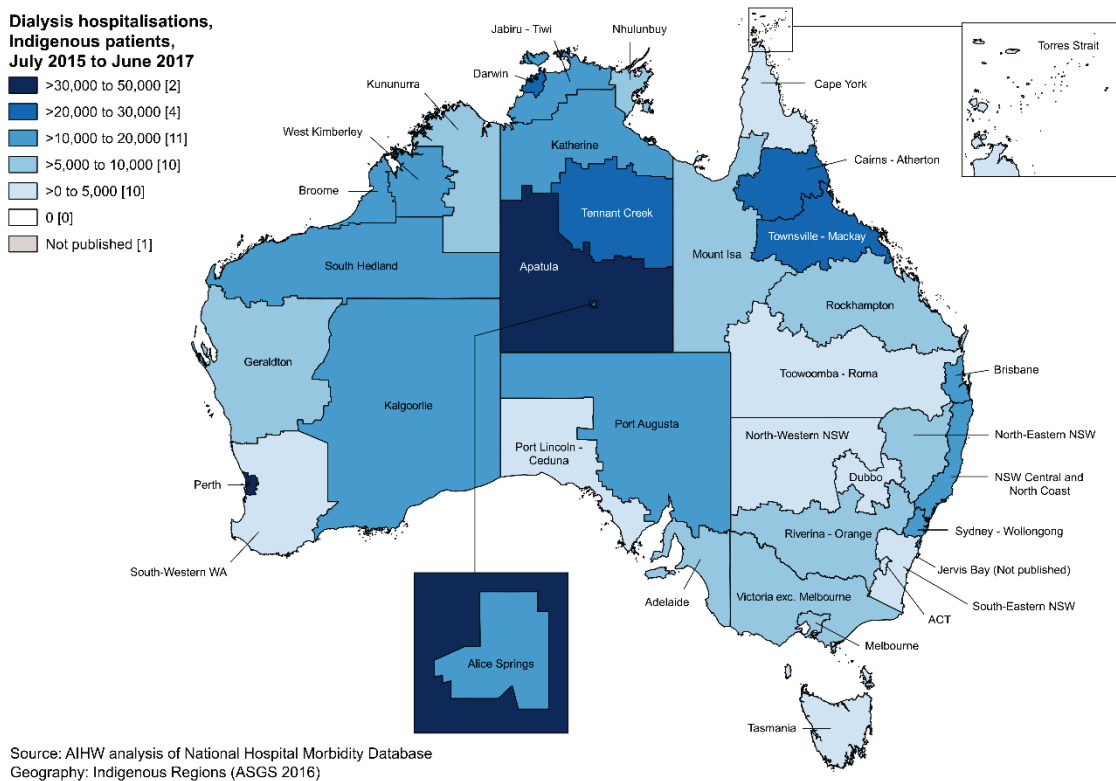 Dialysis hospitalisations,
Indigenous patients,
July 2015 to June 2017
>30,000 to 50,000 [2]
>20,000 to 30,000 [4]
>10,000 to 20,000 [11]
>5,000 to 10,000 [10]
>0 to 5,000 [10]
0 [0]
Not published [1]
Jabiru - Tiwi
Nhulunbuy
Darwin
Kununurra
West Kimberley
Broome
Katherine
Cape York
Torres Strait
Cairns - Atherton
Tennant Creek
Townsville - Mackay
Mount Isa
Apatula
South Hedland
Rockhampton
Geraldton
Toowoomba - Roma
Brisbane
Kalgoorlie
Port Augusta
North-Western NSW
North-Eastern NSW
Port Lincoln -
Ceduna
Dubbo
NSW Central and
North Coast
Perth
Riverina - Orange
Sydney - Wollongong
South-Western WA
Jervis Bay (Not published)
Adelaide
Victoria exc. Melbourne
South-Eastern NSW
ACT
Melbourne
Alice Springs
Tasmania
Source: AIHW analysis of National Hospital Morbidity Database
Geography: Indigenous Regions (ASGS 2016)